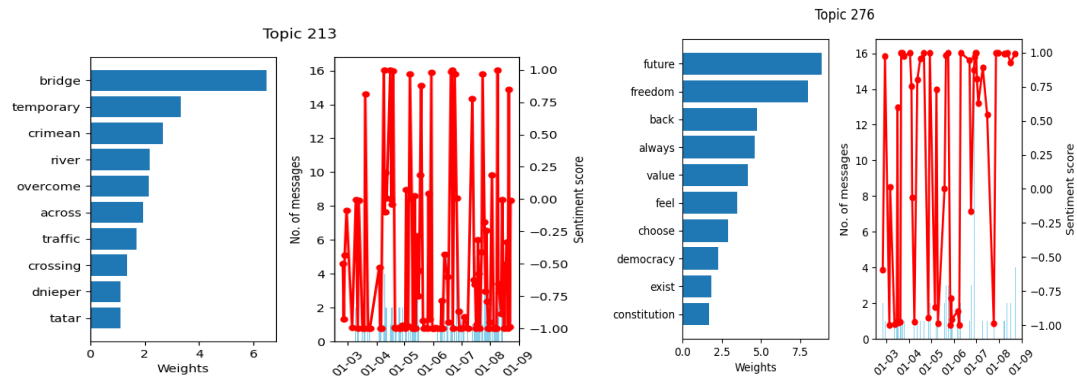 Topic 213
bridge
temporary
crimean
river
overcome
across
traffic
crossing
dnieper
tatar
0 2 4 6
Weights
16
14
12
10
8
6
4
2
0
No. of messages
1.00
0.75
0.50
0.25
0.00
−0.25
−0.50
−0.75
−1.00
Sentiment score
01-03 01-04 01-05 01-06 01-07 01-08 01-09
Topic 276
future
freedom
back
always
value
feel
choose
democracy
exist
constitution
0.0 2.5 5.0 7.5
Weights
16
14
12
10
8
6
4
2
0
No. of messages
1.00
0.75
0.50
0.25
0.00
−0.25
−0.50
−0.75
−1.00
Sentiment score
01-03 01-04 01-05 01-06 01-07 01-08 01-09